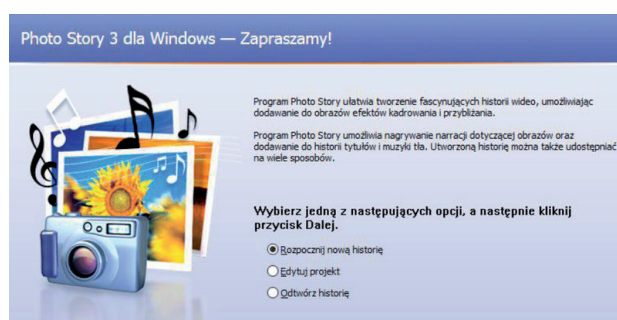 Photo Story 3 dla Windows — Zapraszamy!
Program Photo Story ułatwia tworzenie fascynujących historii wideo, umożliwiając
dodawanie do obrazów efektów kadrowania i przybliżania.
Program Photo Story umożliwia nagrywanie narracji dotyczącej obrazów oraz
dodawanie do historii tytułów i muzyki tła. Utworzoną historię można także udostępniać
na wiele sposobów.
Wybierz jedną z następujących opcji, a następnie kliknij
przycisk Dalej.
Rozpocznij nową historię
Edytuj projekt
Odtwórz historię